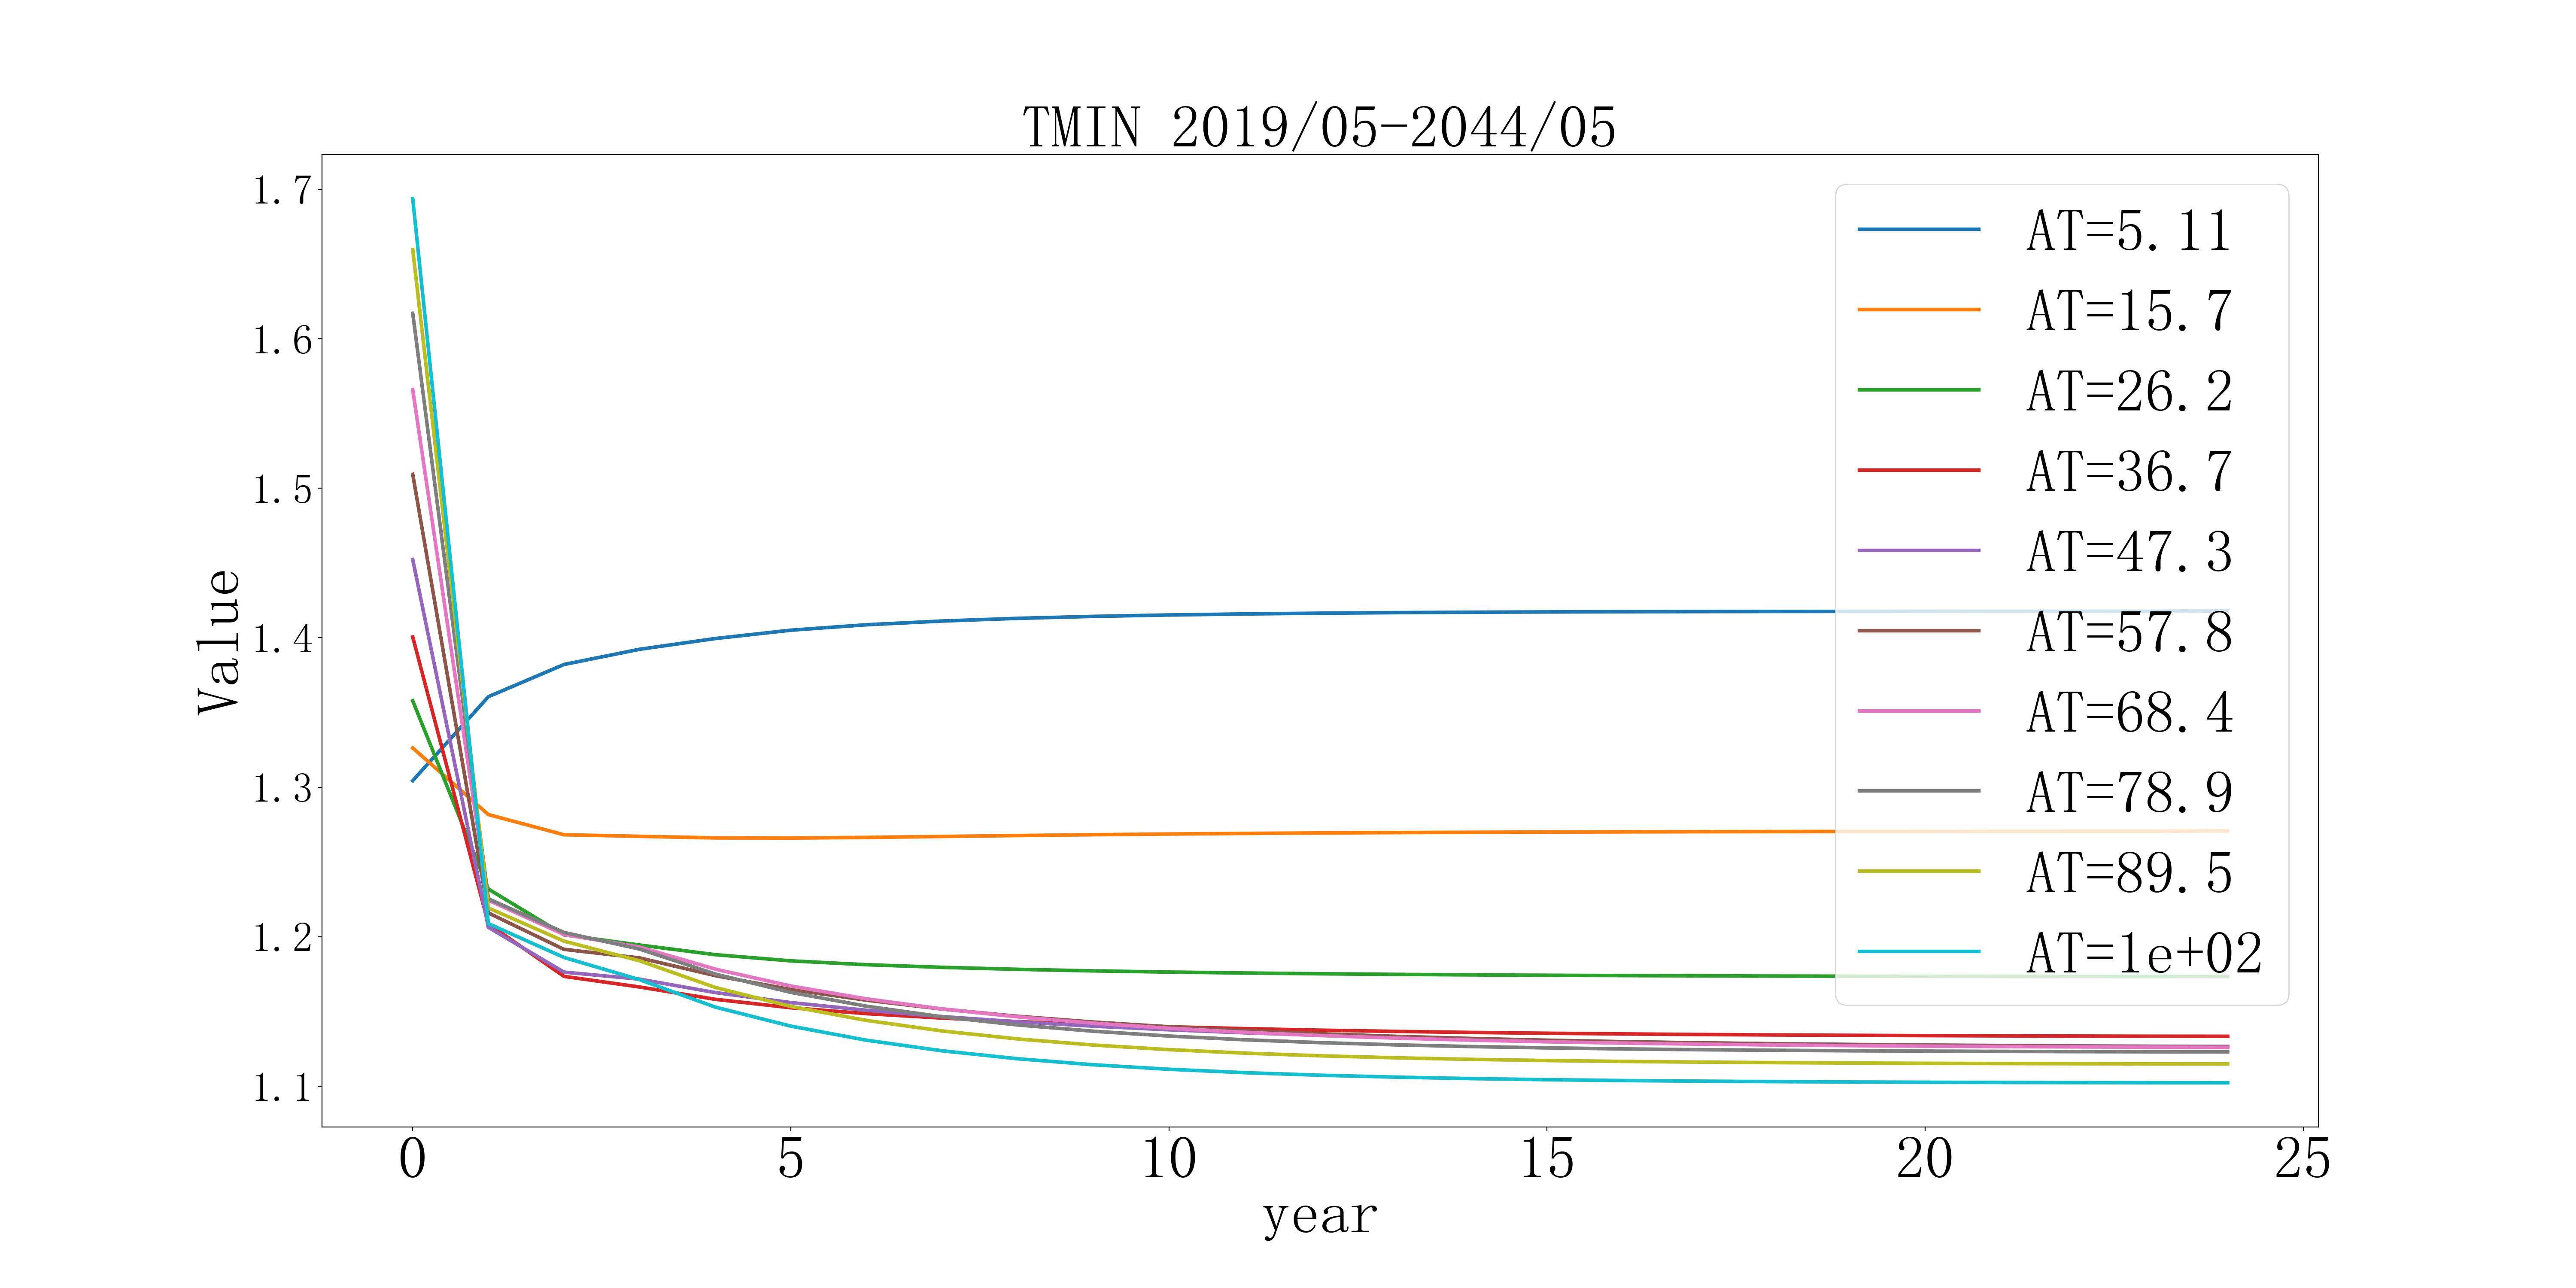 TMIN 2019/05-2044/05
1.7
1.6
1.5
1.4
1.3
1.2
1.1
Value
0 5 10 15 20 25
year
AT=5.11
AT=15.7
AT=26.2
AT=36.7
AT=47.3
AT=57.8
AT=68.4
AT=78.9
AT=89.5
AT=1e+02